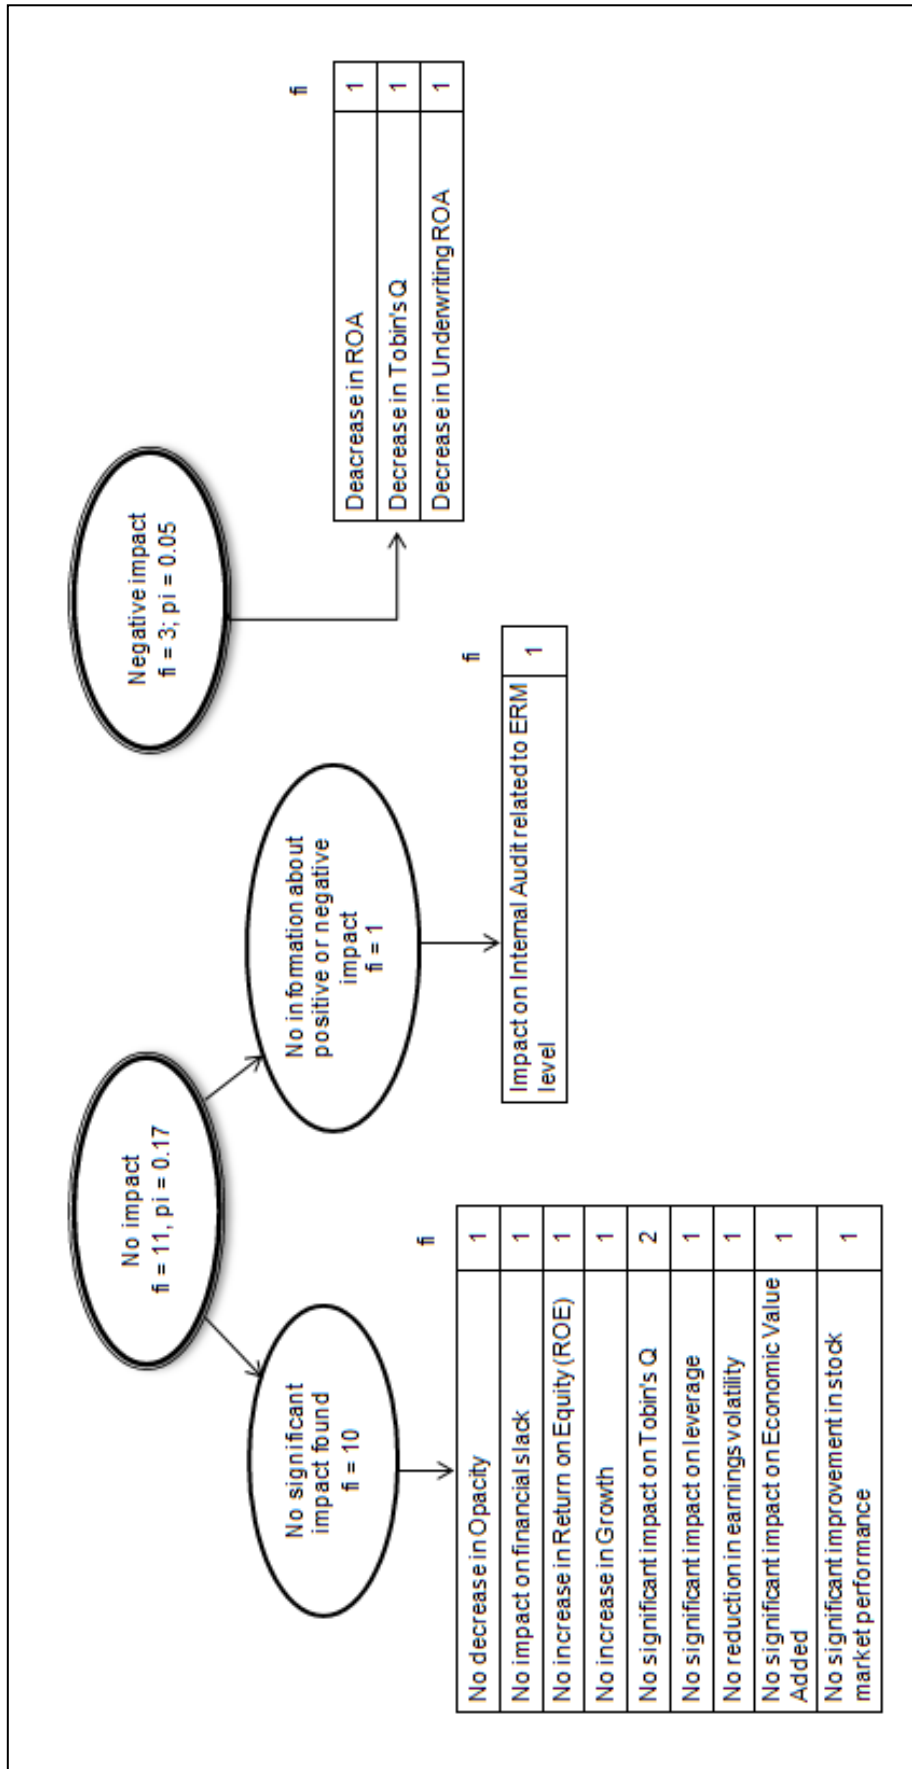 No impact
fi = 11, pi = 0.17
Negative impact
fi = 3; pi = 0.05
No significant
impact found
fi = 10
No information about
positive or negative
impact
fi = 1
fi
No decrease in Opacity 1
No impact on financial slack 1
No increase in Return on Equity (ROE) 1
No increase in Growth 1
No significant impact on Tobin's Q 2
No significant impact on leverage 1
No reduction in earnings volatility 1
No significant impact on Economic Value 1
Added
No significant improvement in stock 1
market performance
fi
Impact on Internal Audit related to ERM 1
level
fi
Deacrease in ROA 1
Decrease in Tobin's Q 1
Decrease in Underwriting ROA 1